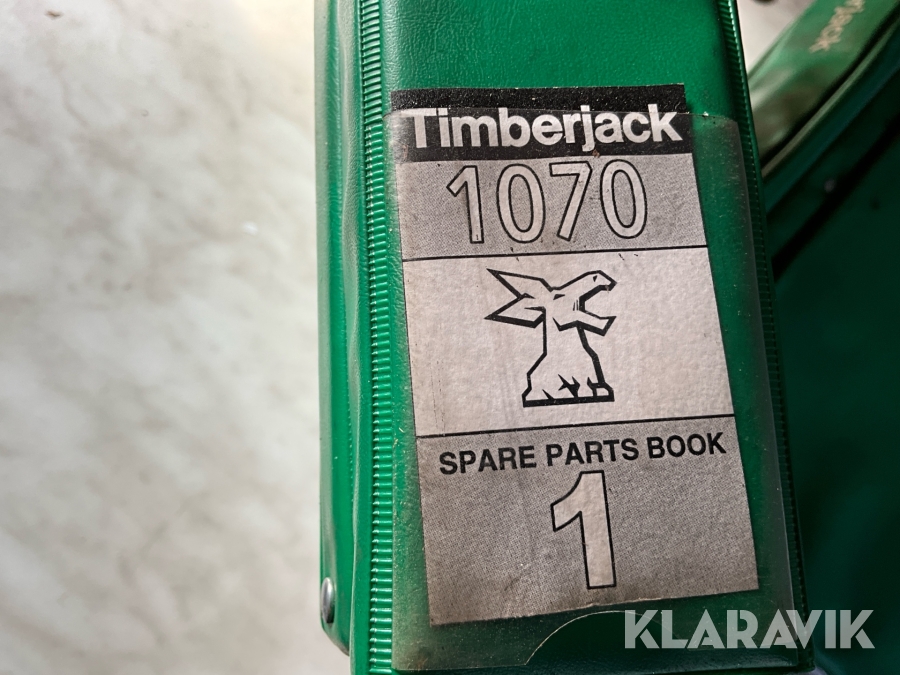 Timberjack
1070
SPARE PARTS BOOK
1
KLARAVIK